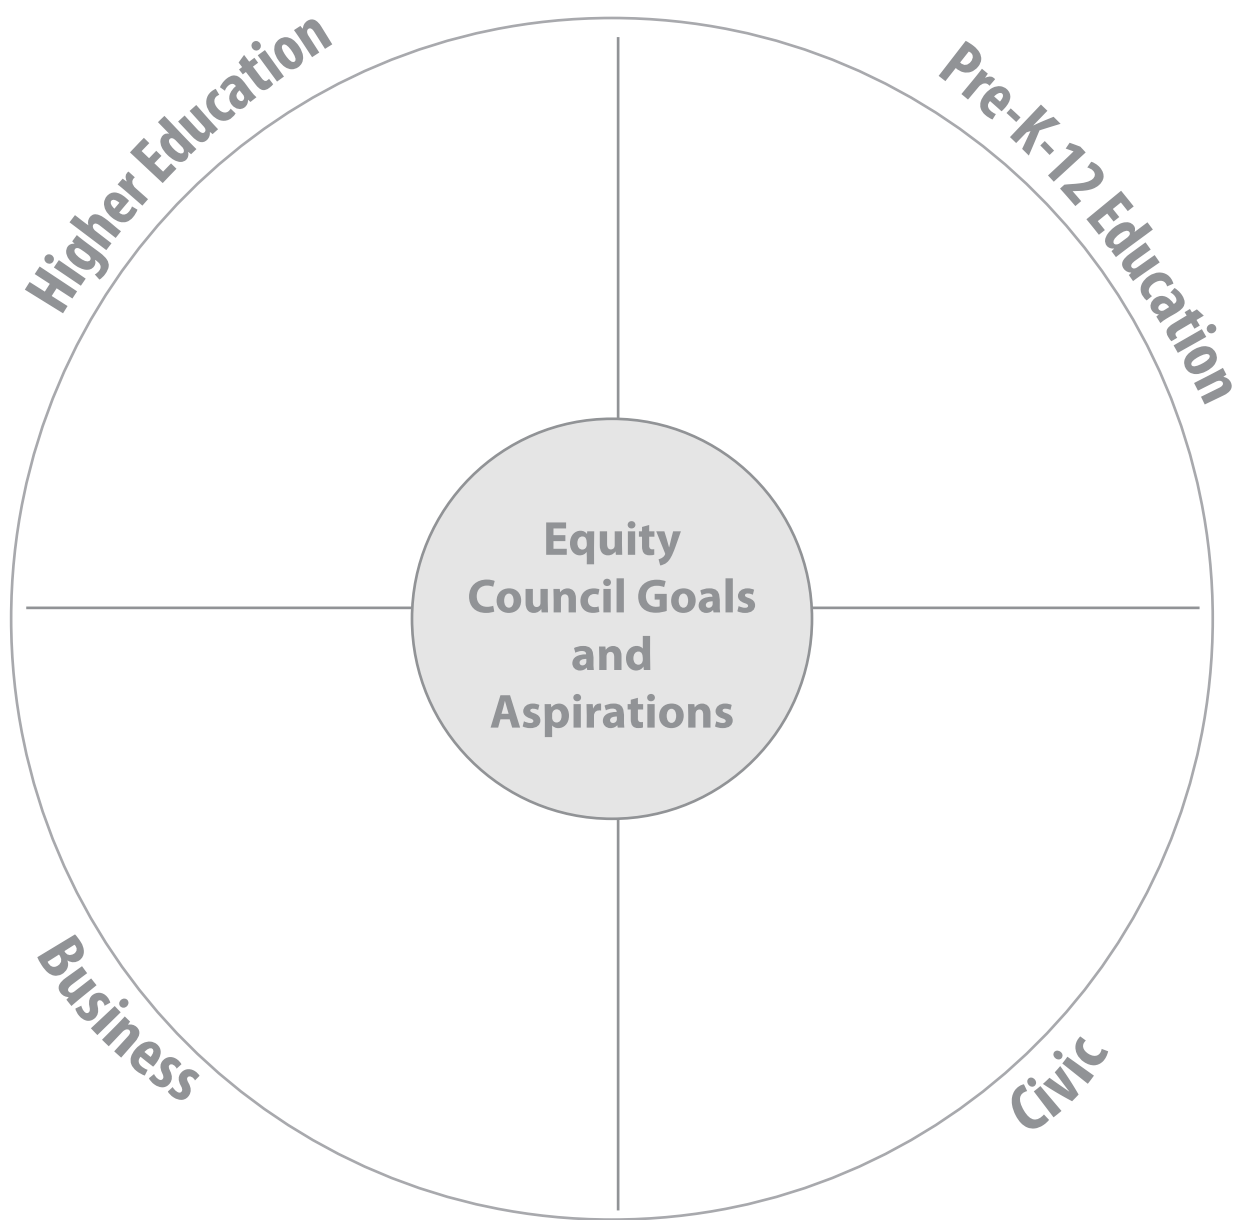 Higher Education
Pre-K-12 Education
Equity
Council Goals
and
Aspirations
Business
Civic